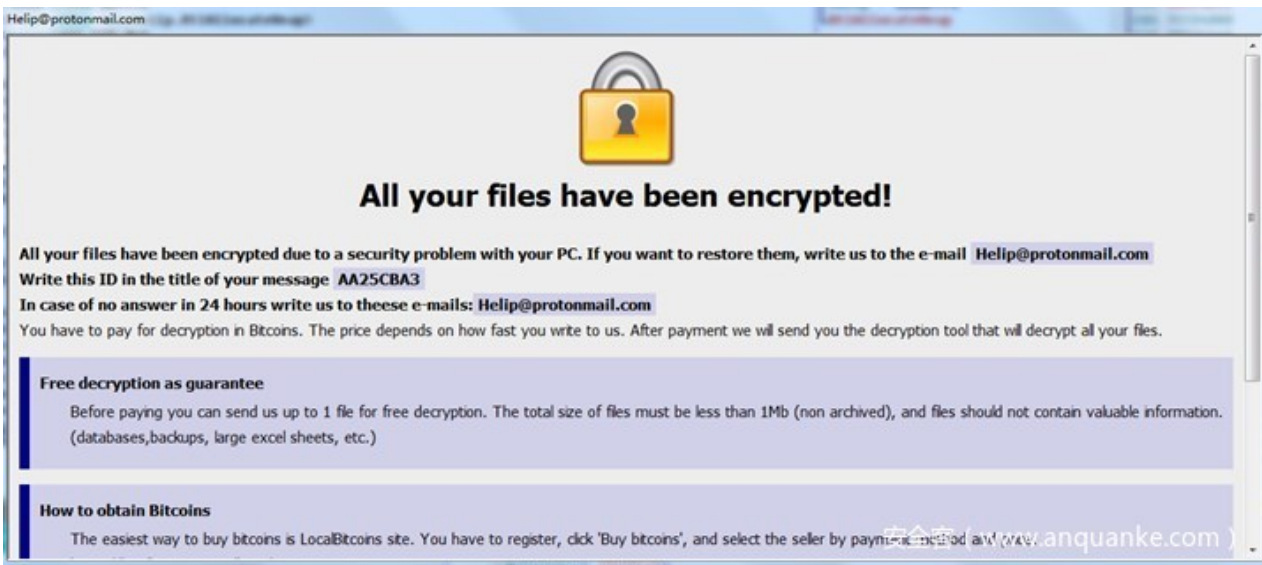 Helip@protonmail.com
All your files have been encrypted!
All your files have been encrypted due to a security problem with your PC. If you want to restore them, write us to the e-mail Helip@protonmail.com
Write this ID in the title of your message AA25CBA3
In case of no answer in 24 hours write us to theese e-mails: Helip@protonmail.com
You have to pay for decryption in Bitcoins. The price depends on how fast you write to us. After payment we will send you the decryption tool that will decrypt all your files.
Free decryption as guarantee
Before paying you can send us up to 1 file for free decryption. The total size of files must be less than 1Mb (non archived), and files should not contain valuable information.
(databases,backups, large excel sheets, etc.)
How to obtain Bitcoins
The easiest way to buy bitcoins is LocalBitcoins site. You have to register, click 'Buy bitcoins', and select the seller by payment method and
安全客 ( www.anquanke.com )